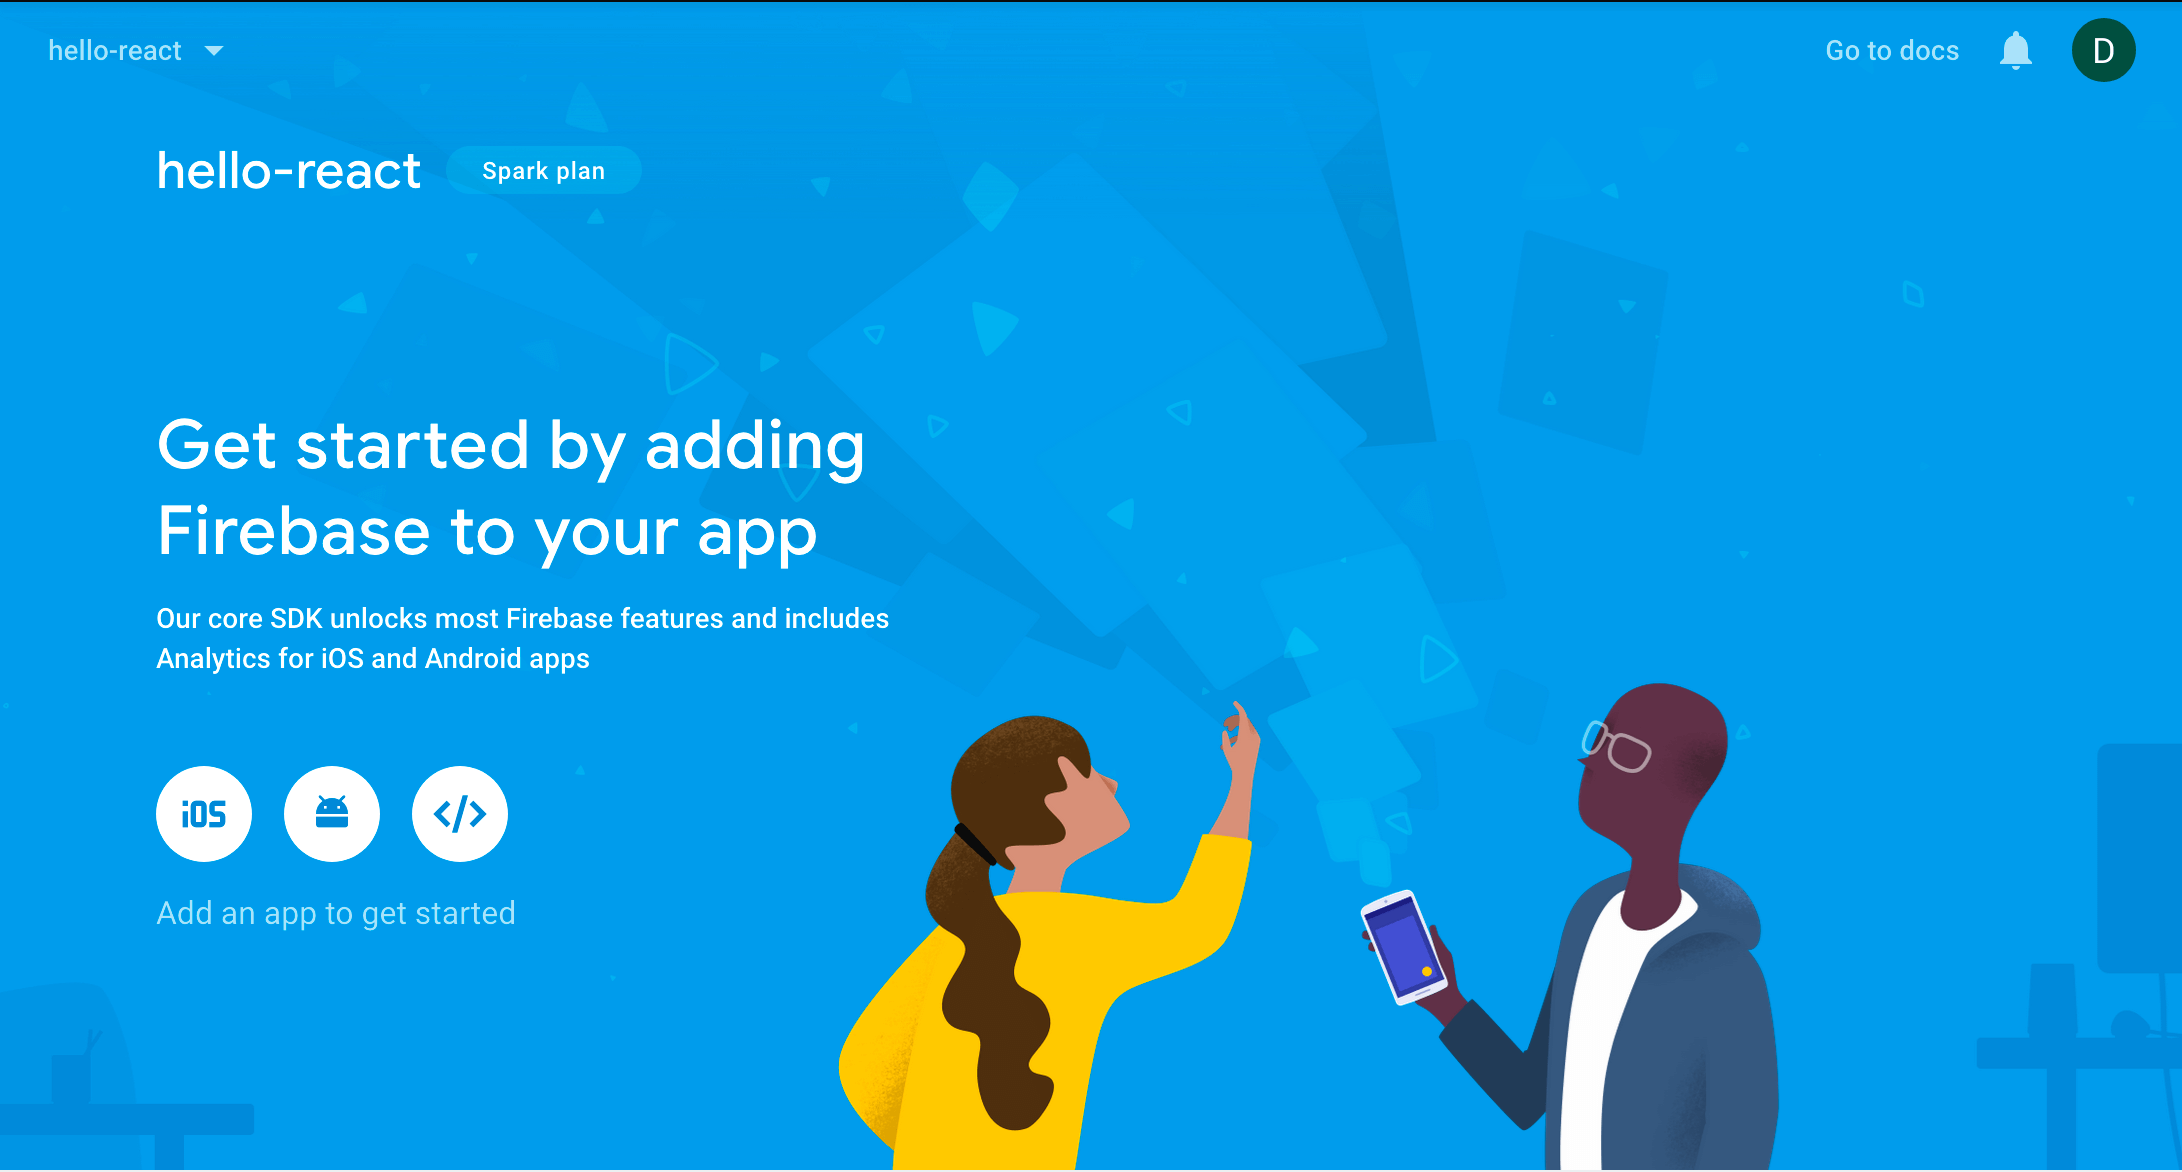 hello-react
Go to docs
D
hello-react
Spark plan
Get started by adding
Firebase to your app
Our core SDK unlocks most Firebase features and includes
Analytics for iOS and Android apps
iOS
</>
Add an app to get started